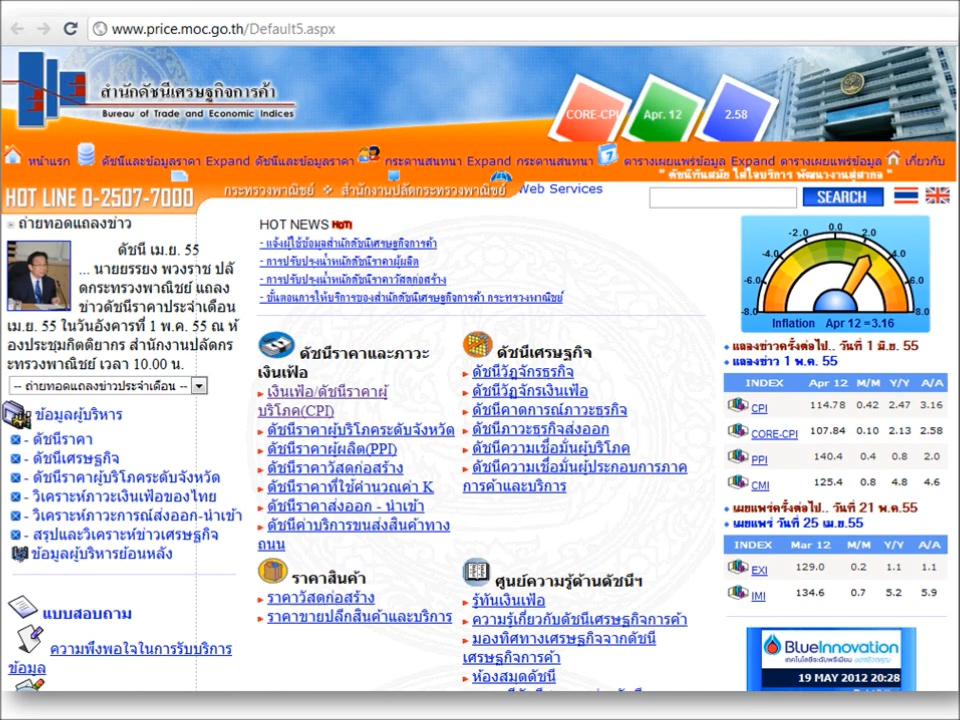 www.price.moc.go.th/Default5.aspx
สำนักดัชนีเศรษฐกิจการค้า
Bureau of Trade and Economic Indices
CORE-CPI
Apr. 12
2.58
หน้าแรก ดัชนีและข้อมูลราคา Expand ดัชนีและข้อมูลราคา กระดานสนทนา Expand กระดานสนทนา ตารางเผยแพร่ข้อมูล Expand ตารางเผยแพร่ข้อมูล เกี่ยวกับ
" ดัชนีทันสมัย ใส่ใจบริการ พัฒนางานสู่สากล "
HOT LINE 0-2507-7000
กระทรวงพาณิชย์ ❖ สำนักงานปลัดกระทรวงพาณิชย์
Web Services
SEARCH
ถ่ายทอดแถลงข่าว
ดัชนี เม.ย. 55
... นายยรรยง พวงราช ปลั
ดกระทรวงพาณิชย์ แถลง
ข่าวดัชนีราคาประจำเดือน
เม.ย. 55 ในวันอังคารที่ 1 พ.ค. 55 ณ ห้
องประชุมกิตติยากร สำนักงานปลัดกร
ะทรวงพาณิชย์ เวลา 10.00 น.
-- ถ่ายทอดแถลงข่าวประจำเดือน --
ข้อมูลผู้บริหาร
- ดัชนีราคา
- ดัชนีเศรษฐกิจ
- ดัชนีราคาผู้บริโภคระดับจังหวัด
- วิเคราะห์ภาวะเงินเฟ้อของไทย
- วิเคราะห์ภาวะการณ์ส่งออก-นำเข้า
- สรุปและวิเคราะห์ข่าวเศรษฐกิจ
ข้อมูลผู้บริหารย้อนหลัง
แบบสอบถาม
ความพึงพอใจในการรับบริการ
ข้อมูล
HOT NEWS HOT!
- แจ้งผู้ใช้ข้อมูลสำนักดัชนีเศรษฐกิจการค้า
- การปรับปรุงน้ำหนักดัชนีราคาผู้ผลิต
- การปรับปรุงน้ำหนักดัชนีราคาวัสดุก่อสร้าง
- ขั้นตอนการให้บริการของสำนักดัชนีเศรษฐกิจการค้า กระทรวงพาณิชย์
ดัชนีราคาและภาวะ
เงินเฟ้อ
เงินเฟ้อ/ดัชนีราคาผู้
บริโภค(CPI)
ดัชนีราคาผู้บริโภคระดับจังหวัด
ดัชนีราคาผู้ผลิต(PPI)
ดัชนีราคาวัสดุก่อสร้าง
ดัชนีราคาที่ใช้คำนวณค่า K
ดัชนีราคาส่งออก - นำเข้า
ดัชนีค่าบริการขนส่งสินค้าทาง
ถนน
ราคาสินค้า
ราคาวัสดุก่อสร้าง
ราคาขายปลีกสินค้าและบริการ
ดัชนีเศรษฐกิจ
ดัชนีวัฏจักรธุรกิจ
ดัชนีวัฏจักรเงินเฟ้อ
ดัชนีคาดการณ์ภาวะธุรกิจ
ดัชนีภาวะธุรกิจส่งออก
ดัชนีความเชื่อมั่นผู้บริโภค
ดัชนีความเชื่อมั่นผู้ประกอบการภาค
การค้าและบริการ
ศูนย์ความรู้ด้านดัชนีฯ
รู้ทันเงินเฟ้อ
ความรู้เกี่ยวกับดัชนีเศรษฐกิจการค้า
มองทิศทางเศรษฐกิจจากดัชนี
เศรษฐกิจการค้า
ห้องสมุดดัชนี
-8.0 -6.0 -4.0 -2.0 0.0 2.0 4.0 6.0 8.0
Inflation Apr 12 =3.16
แถลงข่าวครั้งต่อไป.. วันที่ 1 มิ.ย. 55
แถลงข่าว 1 พ.ค. 55
INDEX Apr 12 M/M Y/Y A/A
CPI 114.78 0.42 2.47 3.16
CORE-CPI 107.84 0.10 2.13 2.58
PPI 140.4 0.4 0.8 2.0
CMI 125.4 0.8 4.8 4.6
เผยแพร่ครั้งต่อไป.. วันที่ 21 พ.ค.55
เผยแพร่ วันที่ 25 เม.ย.55
INDEX Mar 12 M/M Y/Y A/A
EXI 129.0 0.2 1.1 1.1
IMI 134.6 0.7 5.2 5.9
BlueInnovation
เทคโนโลยีระดับพรีเมียม
19 MAY 2012 20:28